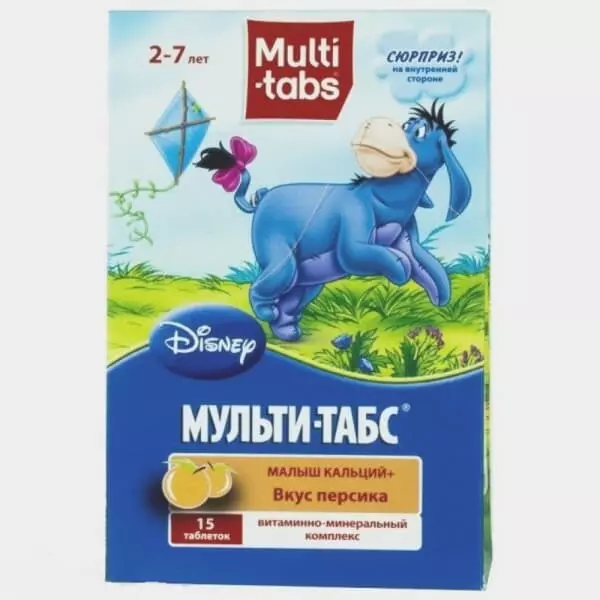 2-7 лет
Multi
-tabs®
СЮРПРИЗ!
на внутренней
стороне
Disney
МУЛЬТИ-ТАБС®
МАЛЫШ КАЛЬЦИЙ+
Вкус персика
15
таблеток
витаминно-минеральный
комплекс